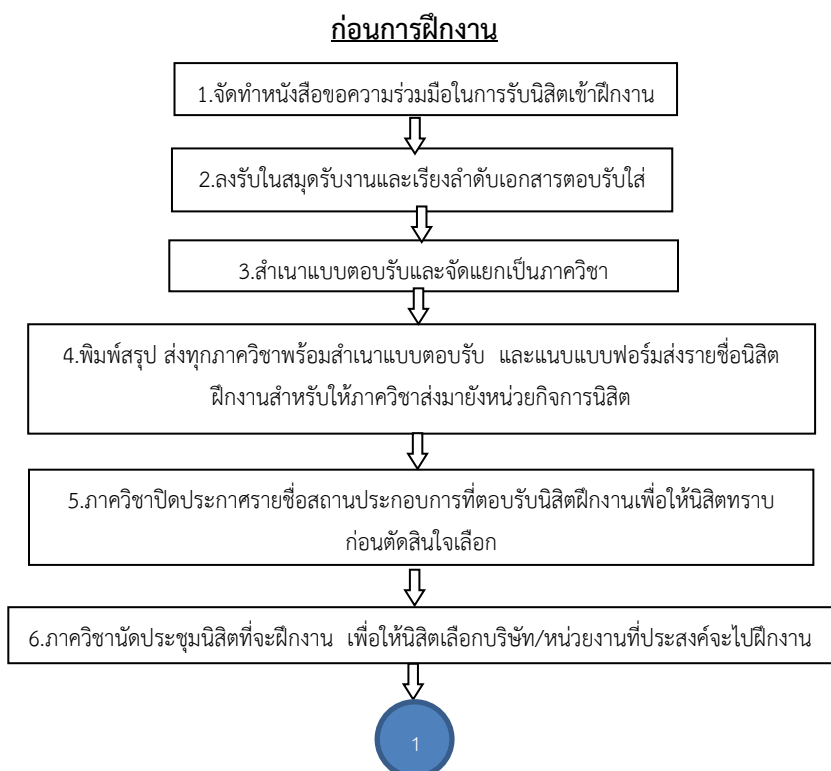 ก่อนการฝึกงาน
1.จัดทำหนังสือขอความร่วมมือในการรับนิสิตเข้าฝึกงาน
2.ลงรับในสมุดรับงานและเรียงลำดับเอกสารตอบรับใส่
3.สำเนาแบบตอบรับและจัดแยกเป็นภาควิชา
4.พิมพ์สรุป ส่งทุกภาควิชาพร้อมสำเนาแบบตอบรับ และแนบแบบฟอร์มส่งรายชื่อนิสิต
ฝึกงานสำหรับให้ภาควิชาส่งมายังหน่วยกิจการนิสิต
5.ภาควิชาปิดประกาศรายชื่อสถานประกอบการที่ตอบรับนิสิตฝึกงานเพื่อให้นิสิตทราบ
ก่อนตัดสินใจเลือก
6.ภาควิชานัดประชุมนิสิตที่จะฝึกงาน เพื่อให้นิสิตเลือกบริษัท/หน่วยงานที่ประสงค์จะไปฝึกงาน
1